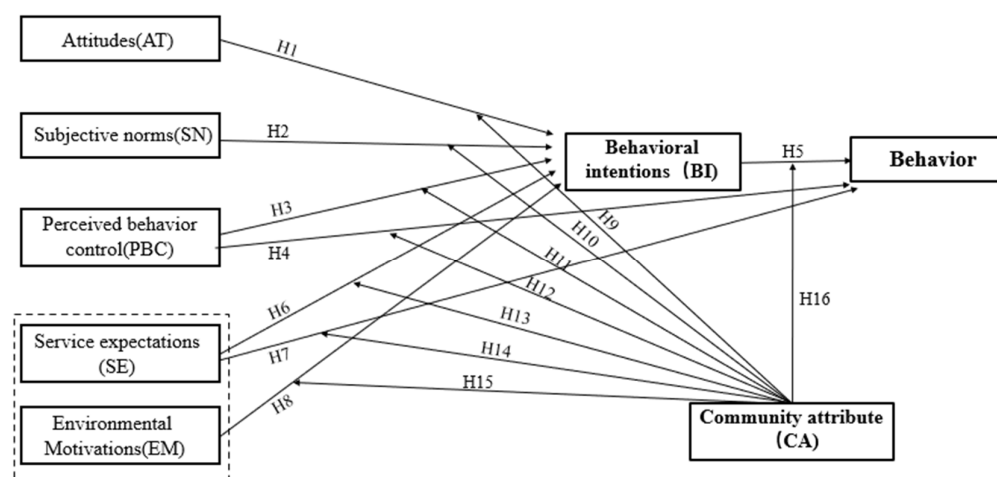 Attitudes(AT)
H1
Subjective norms(SN)
H2
Behavioral
intentions（BI)
H5
Behavior
Perceived behavior
control(PBC)
H3
H4
H9
H10
H11
H12
H6
H13
H16
Service expectations
(SE)
H7
H14
H15
Environmental
Motivations(EM)
H8
Community attribute
（CA)